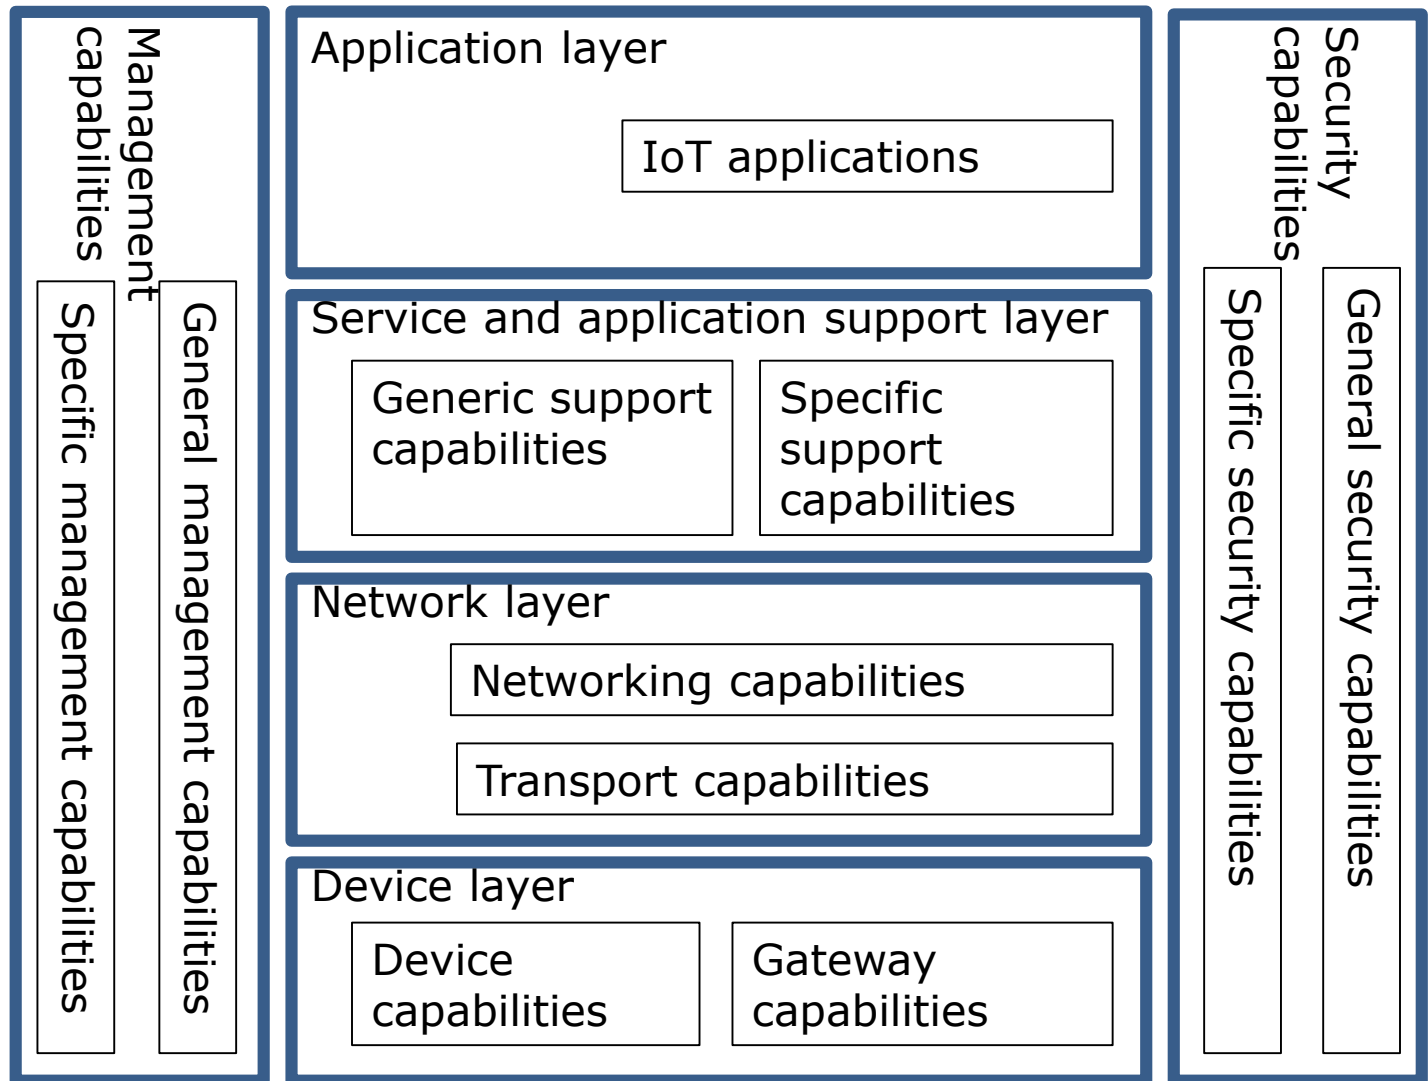 Management
capabilities
General management capabilities
Specific management capabilities
Application layer
IoT applications
Service and application support layer
Generic support
capabilities
Specific
support
capabilities
Network layer
Networking capabilities
Transport capabilities
Device layer
Device
capabilities
Gateway
capabilities
Security
capabilities
General security capabilities
Specific security capabilities